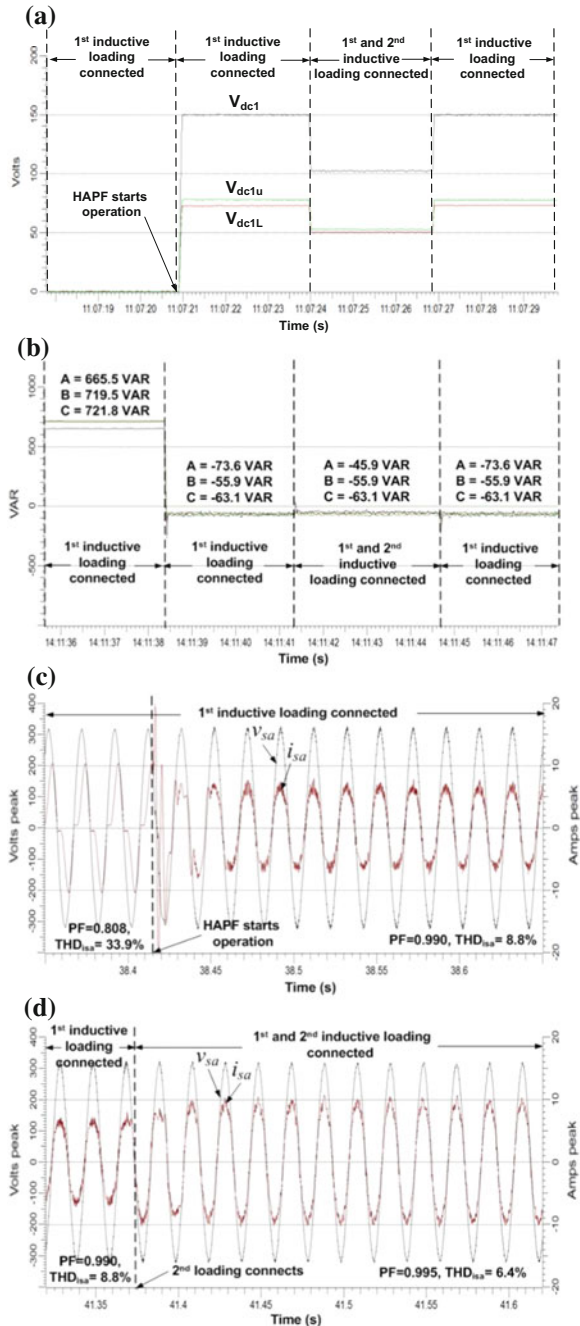 (a)
1st inductive loading connected
1st inductive loading connected
1st and 2nd inductive loading connected
1st inductive loading connected
200
150
100
50
0
Volts
Vdc1
Vdc1u
Vdc1L
HAPF starts operation
11:07:19 11:07:20 11:07:21 11:07:22 11:07:23 11:07:24 11:07:25 11:07:26 11:07:27 11:07:28 11:07:29
Time (s)
(b)
1000
500
0
-500
VAR
A = 665.5 VAR
B = 719.5 VAR
C = 721.8 VAR
A = -73.6 VAR
B = -55.9 VAR
C = -63.1 VAR
A = -45.9 VAR
B = -55.9 VAR
C = -63.1 VAR
A = -73.6 VAR
B = -55.9 VAR
C = -63.1 VAR
1st inductive loading connected
1st inductive loading connected
1st and 2nd inductive loading connected
1st inductive loading connected
14:11:36 14:11:37 14:11:38 14:11:39 14:11:40 14:11:41 14:11:42 14:11:43 14:11:44 14:11:45 14:11:46 14:11:47
Time (s)
(c)
1st inductive loading connected
400
300
200
100
0
-100
-200
-300
Volts peak
20
10
0
-10
-20
Amps peak
vsa
isa
PF=0.808, THDisa= 33.9%
HAPF starts operation
PF=0.990, THDisa= 8.8%
38.4 38.45 38.5 38.55 38.6
Time (s)
(d)
1st inductive loading connected
1st and 2nd inductive loading connected
400
300
200
100
0
-100
-200
-300
Volts peak
20
10
0
-10
-20
Amps peak
vsa
isa
PF=0.990, THDisa= 8.8%
2nd loading connects
PF=0.995, THDisa= 6.4%
41.35 41.4 41.45 41.5 41.55 41.6
Time (s)